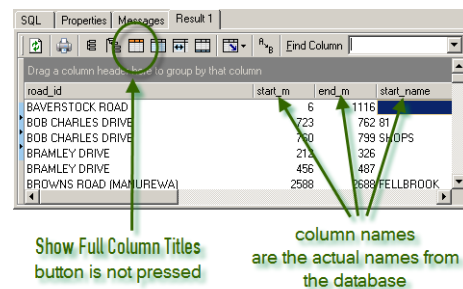 SQL Properties Messages Result 1
Find Column
Drag a column header here to group by that column
road_id start_m end_m start_name
BAVERSTOCK ROAD 6 1116
BOB CHARLES DRIVE 723 762 81
BOB CHARLES DRIVE 760 799 SHOPS
BRAMLEY DRIVE 212 326
BRAMLEY DRIVE 456 487
BROWNS ROAD (MANUREWA) 2588 2688 FELLBROOK
Show Full Column Titles
button is not pressed
column names
are the actual names from
the database